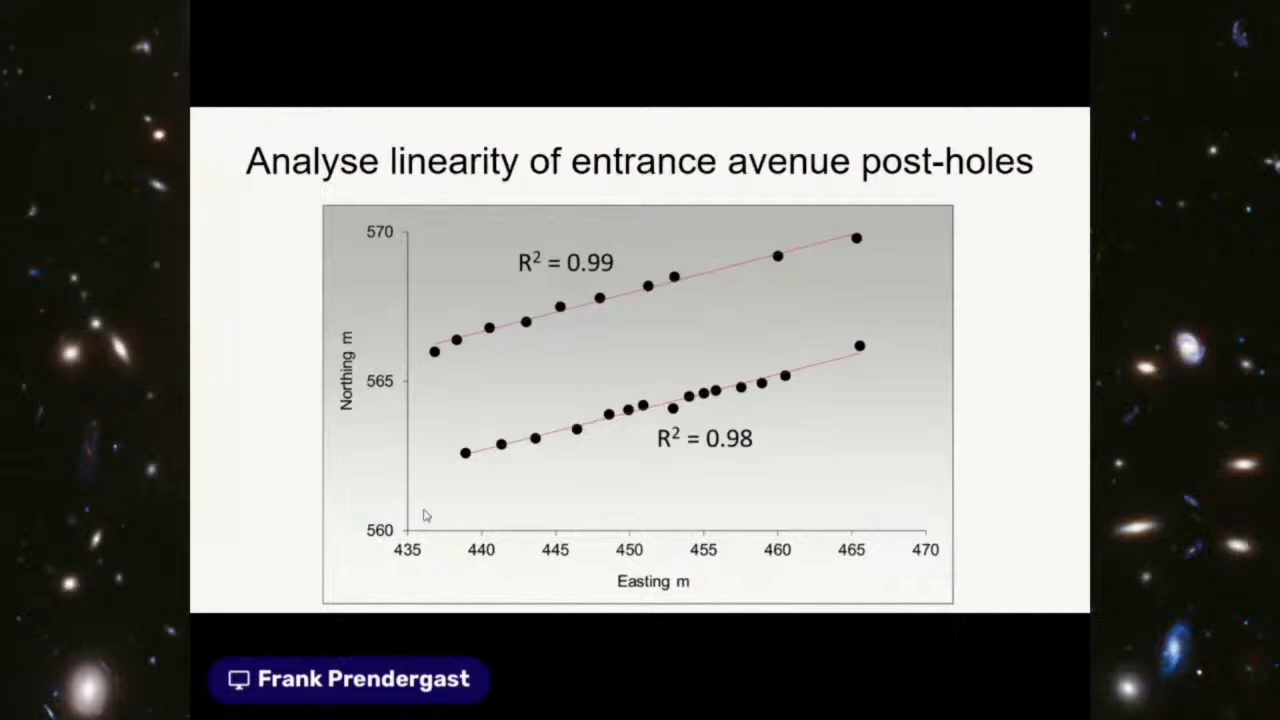 Analyse linearity of entrance avenue post-holes
570
R² = 0.99
Northing m
565
R² = 0.98
560
435 440 445 450 455 460 465 470
Easting m
Frank Prendergast